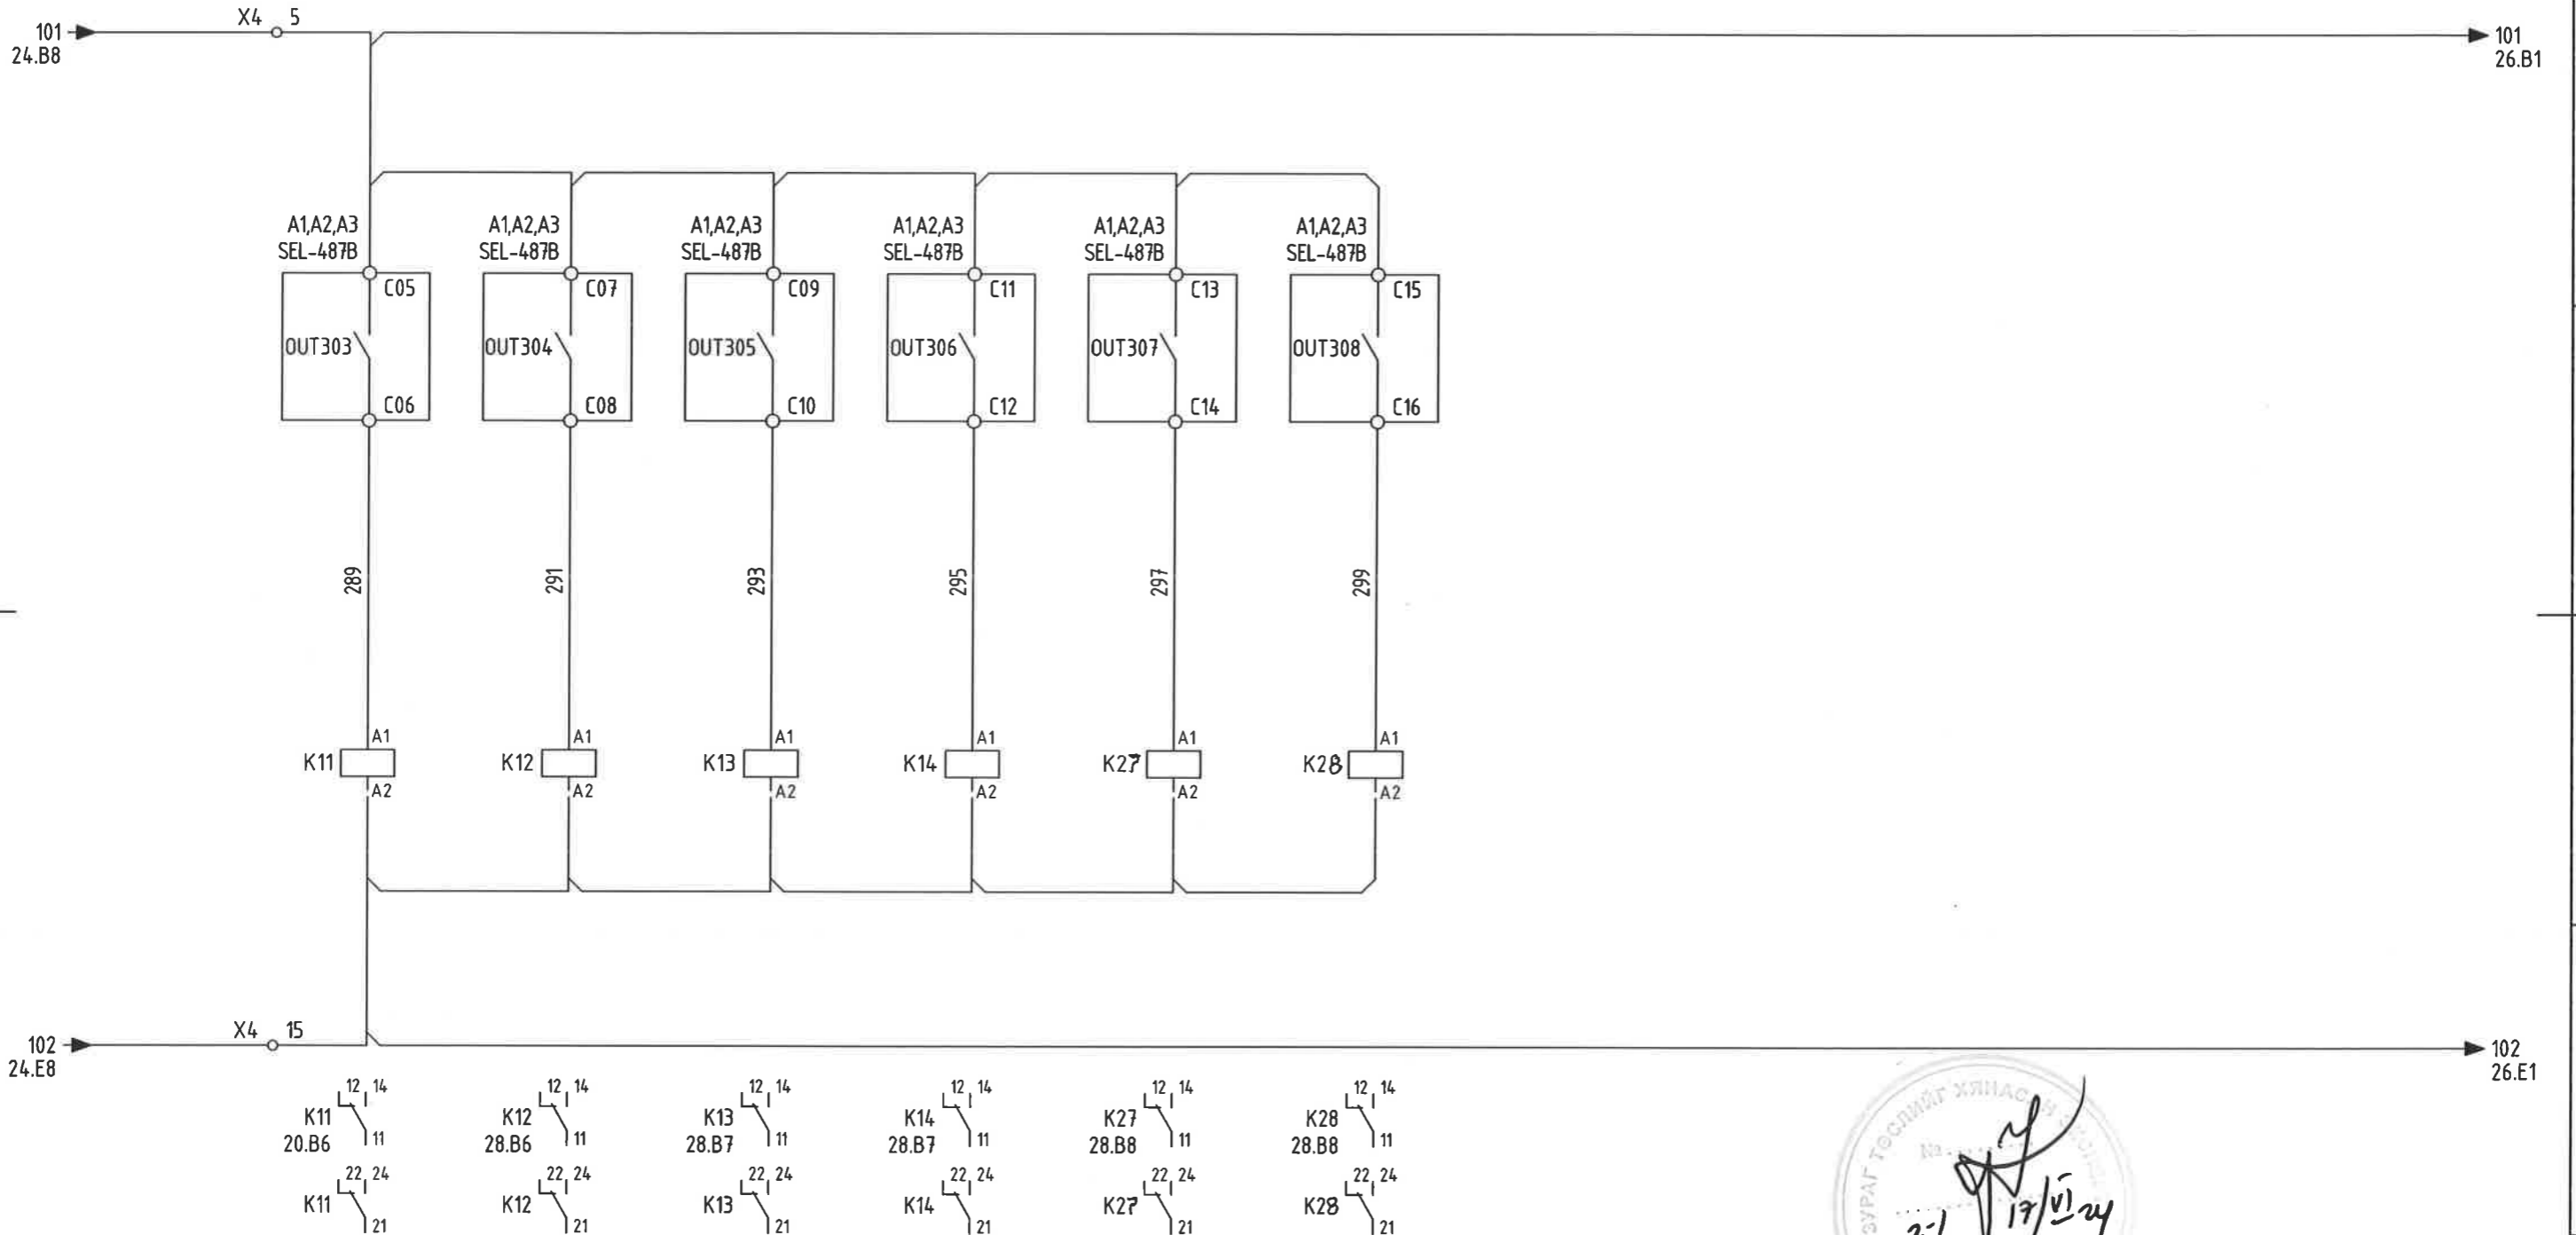 X4 5
101
24.B8
101
26.B1
A1,A2,A3 A1,A2,A3 A1,A2,A3 A1,A2,A3 A1,A2,A3 A1,A2,A3
SEL-487B SEL-487B SEL-487B SEL-487B SEL-487B SEL-487B
C05 C07 C09 C11 C13 C15
OUT303 OUT304 OUT305 OUT306 OUT307 OUT308
C06 C08 C10 C12 C14 C16
289 291 293 295 297 299
A1 A1 A1 A1 A1 A1
K11 K12 K13 K14 K27 K28
A2 A2 A2 A2 A2 A2
X4 15
102
24.E8
102
26.E1
12 14 12 14 12 14 12 14 12 14 12 14
K11 K12 K13 K14 K27 K28
11 11 11 11 11 11
20.B6 28.B6 28.B7 28.B7 28.B8 28.B8
22 24 22 24 22 24 22 24 22 24 22 24
K11 K12 K13 K14 K27 K28
21 21 21 21 21 21
ЗУРАГ ТӨСЛИЙГ ХЯНАСАН
№
17/VI 24